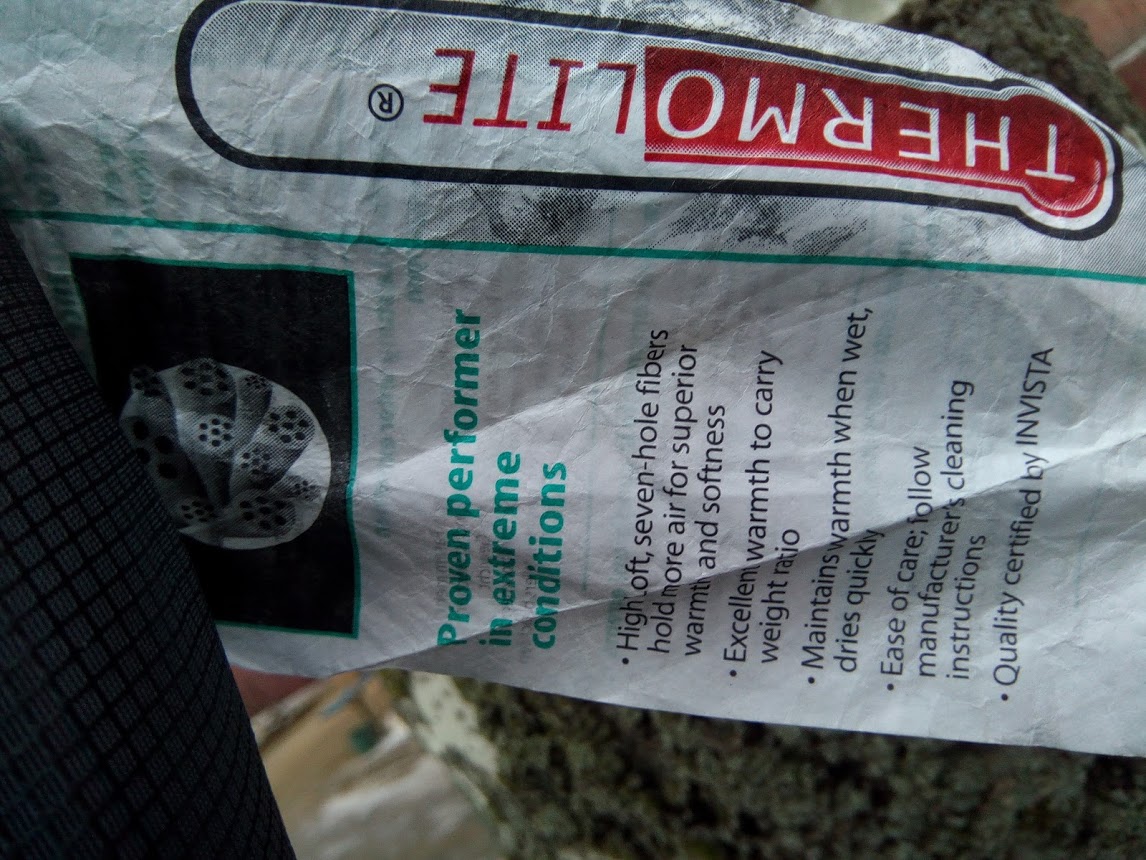 THERMOLITE®
Proven performer
in extreme
conditions
• High loft, seven-hole fibers
hold more air for superior
warmth and softness
• Excellent warmth to carry
weight ratio
• Maintains warmth when wet,
dries quickly
• Ease of care; follow
manufacturer's cleaning
instructions
• Quality certified by INVISTA